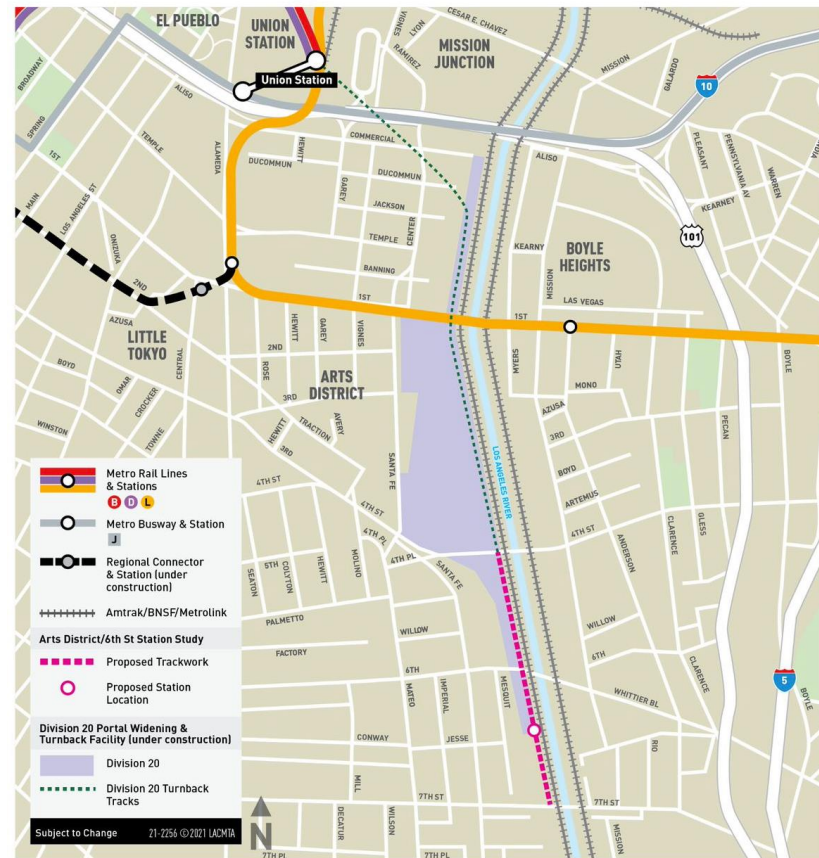 EL PUEBLO
UNION
STATION
VIGNES
LYON
CESAR E. CHAVEZ
RAMIREZ
MISSION
JUNCTION
MISSION
GALARDO
10
BROADWAY
SPRING
ALISO
Union Station
TEMPLE
ALAMEDA
HEWITT
COMMERCIAL
DUCOMMUN
GAREY
DUCOMMUN
JACKSON
CENTER
TEMPLE
BANNING
1ST
ALISO
PLEASANT
PENNSYLVANIA AV
WARREN
KEARNEY
101
1ST
MAIN
LOS ANGELES ST
ONIZUKA
2ND
KEARNY
MISSION
BOYLE
HEIGHTS
LAS VEGAS
1ST
AZUSA
LITTLE
TOKYO
CENTRAL
HEWITT
GAREY
VIGNES
2ND
ROSE
ARTS
DISTRICT
3RD
MYERS
UTAH
BOYLE
MONO
BOYD
OMAR
CROCKER
TOWNE
WINSTON
HEWITT
3RD
TRACTION
AVERY
SANTA FE
LOS ANGELES RIVER
AZUSA
3RD
BOYD
ARTEMUS
4TH ST
PECAN
GLESS
CLARENCE
ANDERSON
4TH ST
4TH ST
4TH PL
4TH PL
SANTA FE
5TH
SEATON
COLYTON
HEWITT
MOLINO
PALMETTO
FACTORY
WILLOW
6TH
MATEO
IMPERIAL
MESQUIT
WILLOW
6TH
WHITTIER BL
CLARENCE
5
BOYLE
CONWAY
JESSE
RIO
MILL
7TH ST
7TH ST
DECATUR
WILSON
MISSION
7TH PL
7TH PL
Metro Rail Lines
& Stations
B D L
Metro Busway & Station
J
Regional Connector
& Station (under
construction)
Amtrak/BNSF/Metrolink
Arts District/6th St Station Study
Proposed Trackwork
Proposed Station
Location
Division 20 Portal Widening &
Turnback Facility (under construction)
Division 20
Division 20 Turnback
Tracks
Subject to Change 21-2256 ©2021 LACMTA
N